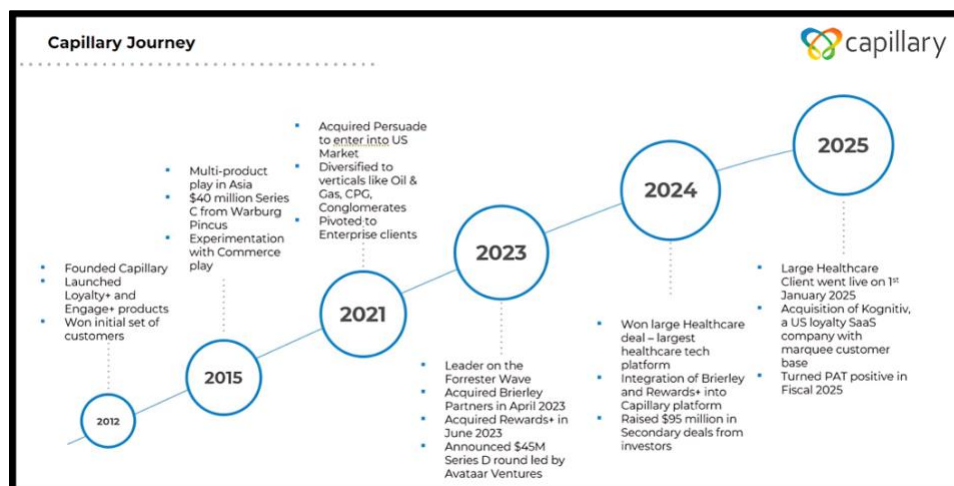 Capillary Journey
capillary
2012
▪ Founded Capillary
▪ Launched
Loyalty+ and
Engage+ products
▪ Won initial set of
customers
2015
▪ Multi-product
play in Asia
▪ $40 million Series
C from Warburg
Pincus
▪ Experimentation
with Commerce
play
2021
▪ Acquired Persuade
to enter into US
Market
▪ Diversified to
verticals like Oil &
Gas, CPG,
Conglomerates
▪ Pivoted to
Enterprise clients
2023
▪ Leader on the
Forrester Wave
▪ Acquired Brierley
Partners in April 2023
▪ Acquired Rewards+ in
June 2023
▪ Announced $45M
Series D round led by
Avataar Ventures
2024
▪ Won large Healthcare
deal – largest
healthcare tech
platform
▪ Integration of Brierley
and Rewards+ into
Capillary platform
▪ Raised $95 million in
Secondary deals from
investors
2025
▪ Large Healthcare
Client went live on 1st
January 2025
▪ Acquisition of Kognitiv,
a US loyalty SaaS
company with
marquee customer
base
▪ Turned PAT positive in
Fiscal 2025